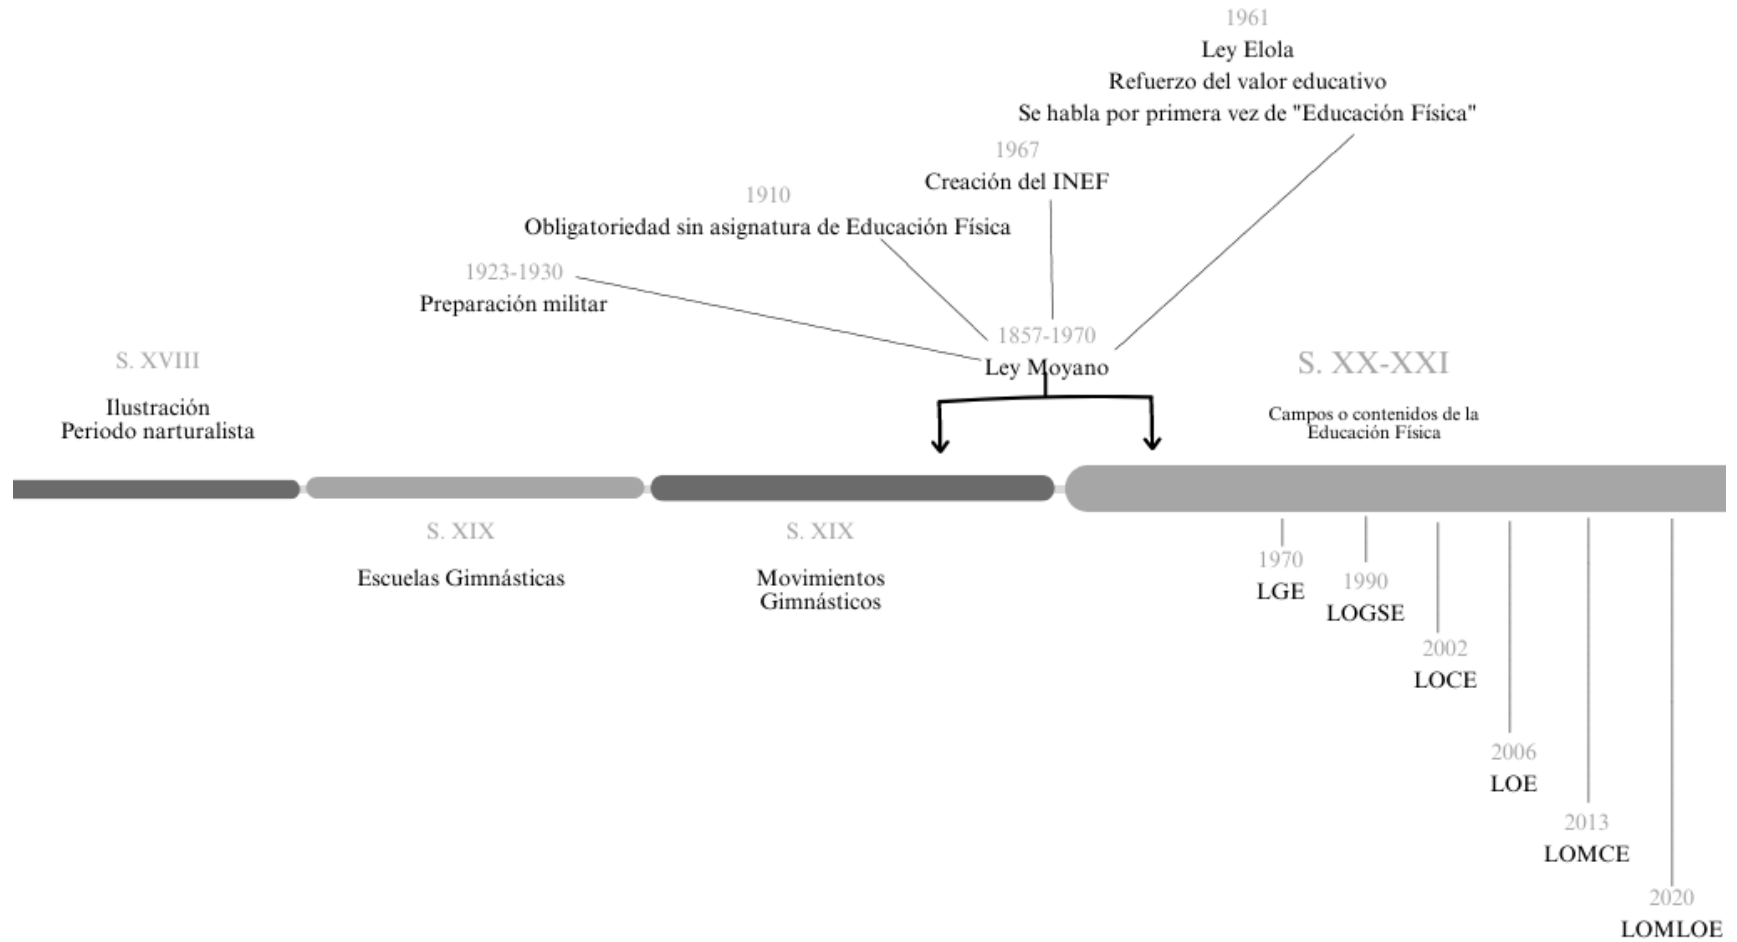 1961
Ley Elola
Refuerzo del valor educativo
Se habla por primera vez de "Educación Física"
1967
Creación del INEF
1910
Obligatoriedad sin asignatura de Educación Física
1923-1930
Preparación militar
1857-1970
Ley Moyano
S. XVIII
Ilustración
Periodo narturalista
S. XX-XXI
Campos o contenidos de la
Educación Física
S. XIX
Escuelas Gimnásticas
S. XIX
Movimientos
Gimnásticos
1970
LGE
1990
LOGSE
2002
LOCE
2006
LOE
2013
LOMCE
2020
LOMLOE